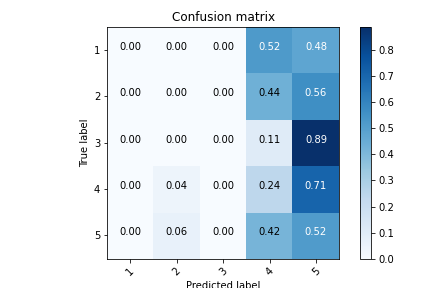 Confusion matrix
True label
1 0.00 0.00 0.00 0.52 0.48
2 0.00 0.00 0.00 0.44 0.56
3 0.00 0.00 0.00 0.11 0.89
4 0.00 0.04 0.00 0.24 0.71
5 0.00 0.06 0.00 0.42 0.52
1 2 3 4 5
Predicted label
0.8
0.7
0.6
0.5
0.4
0.3
0.2
0.1
0.0